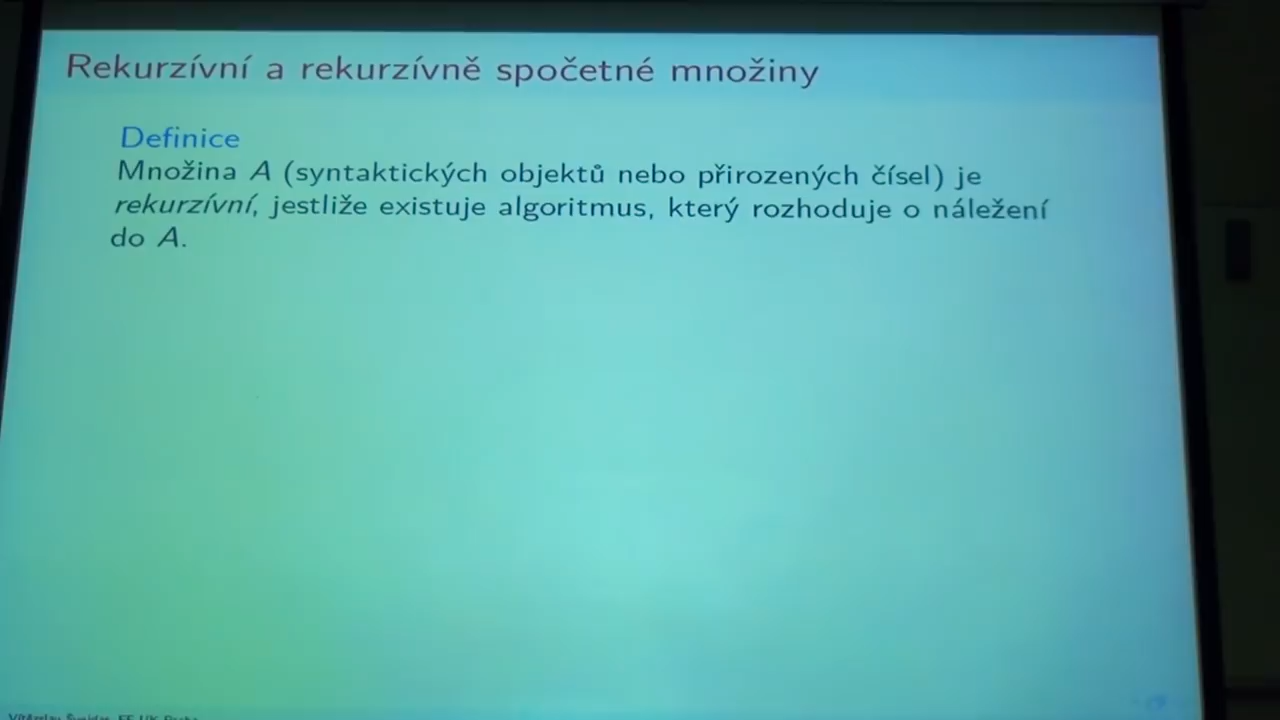 Rekurzívní a rekurzívně spočetné množiny
Definice
Množina A (syntaktických objektů nebo přirozených čísel) je
rekurzívní, jestliže existuje algoritmus, který rozhoduje o náležení
do A.